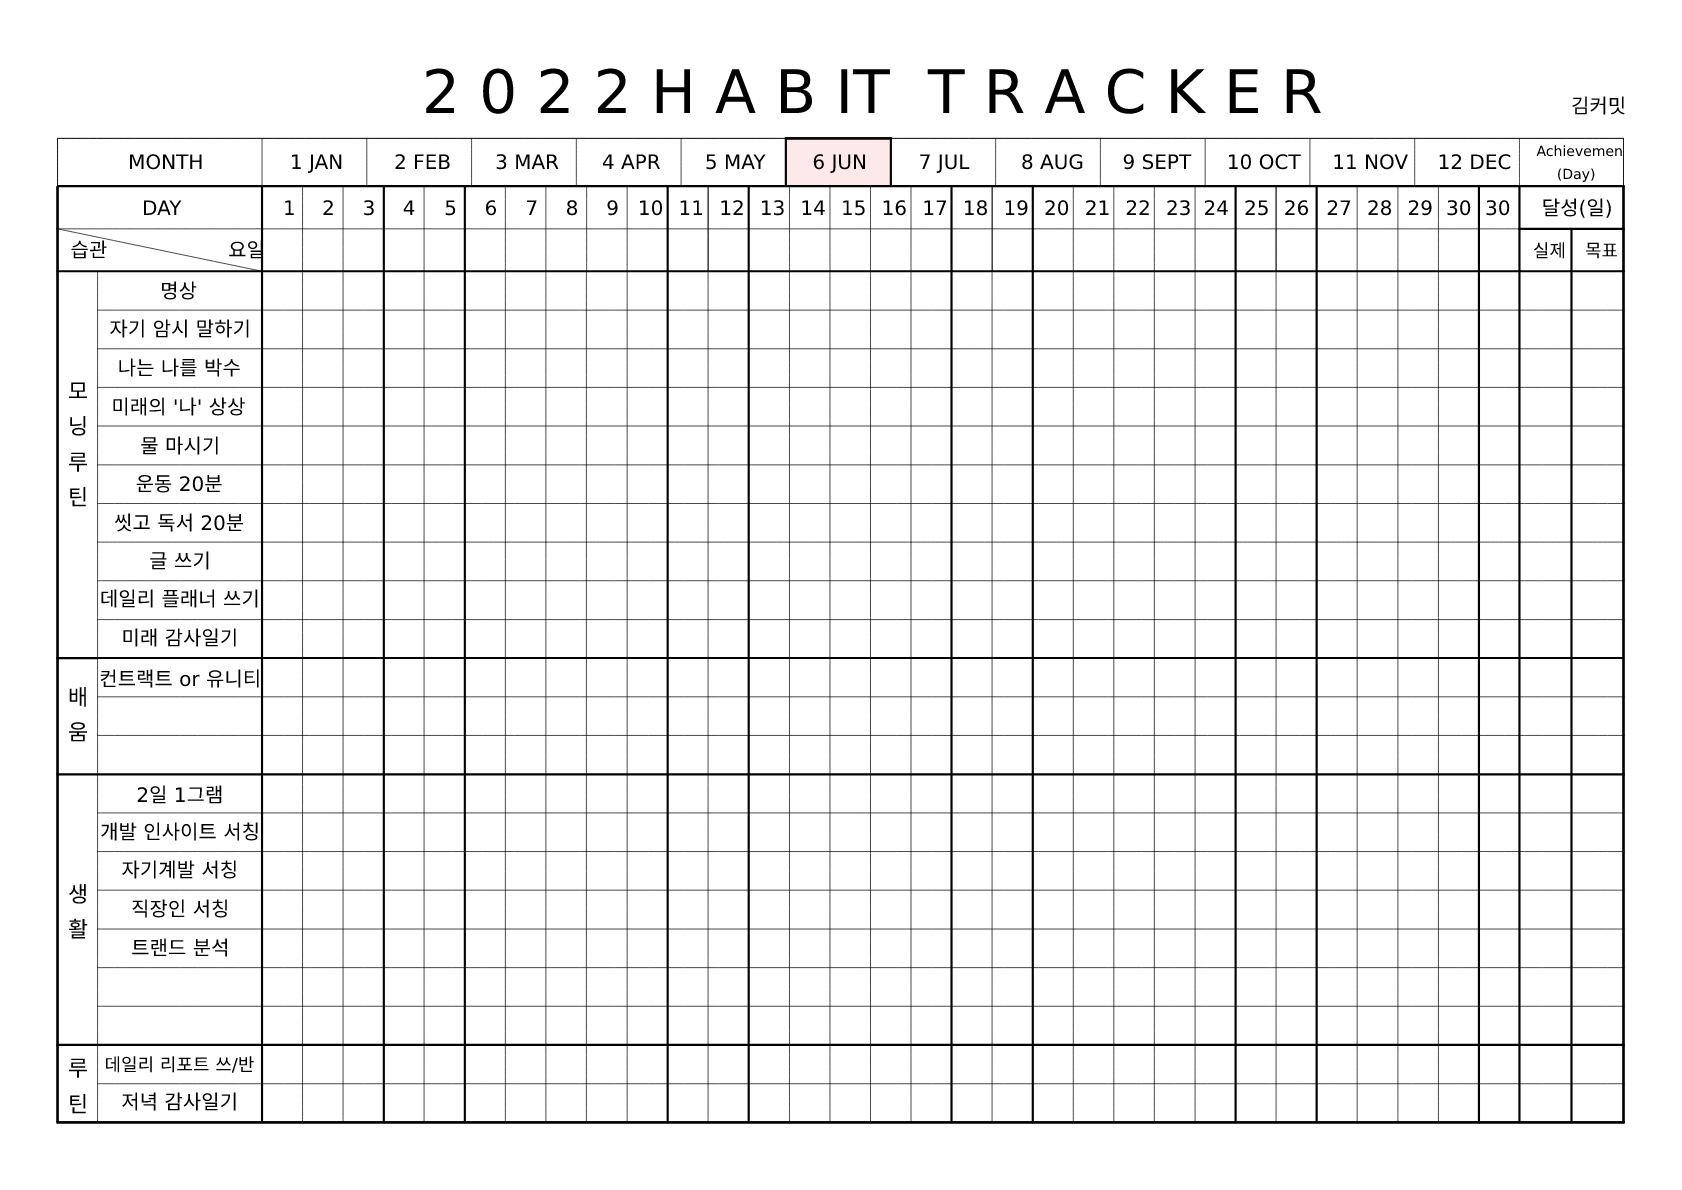 2022HABIT TRACKER
김커밋
MONTH 1 JAN 2 FEB 3 MAR 4 APR 5 MAY 6 JUN 7 JUL 8 AUG 9 SEPT 10 OCT 11 NOV 12 DEC Achievemen
(Day)
DAY 1 2 3 4 5 6 7 8 9 10 11 12 13 14 15 16 17 18 19 20 21 22 23 24 25 26 27 28 29 30 30 달성(일)
습관 요일 실제 목표
모닝루틴
명상
자기 암시 말하기
나는 나를 박수
미래의 '나' 상상
물 마시기
운동 20분
씻고 독서 20분
글 쓰기
데일리 플래너 쓰기
미래 감사일기
배움
컨트랙트 or 유니티
생활
2일 1그램
개발 인사이트 서칭
자기계발 서칭
직장인 서칭
트랜드 분석
루틴
데일리 리포트 쓰/반
저녁 감사일기